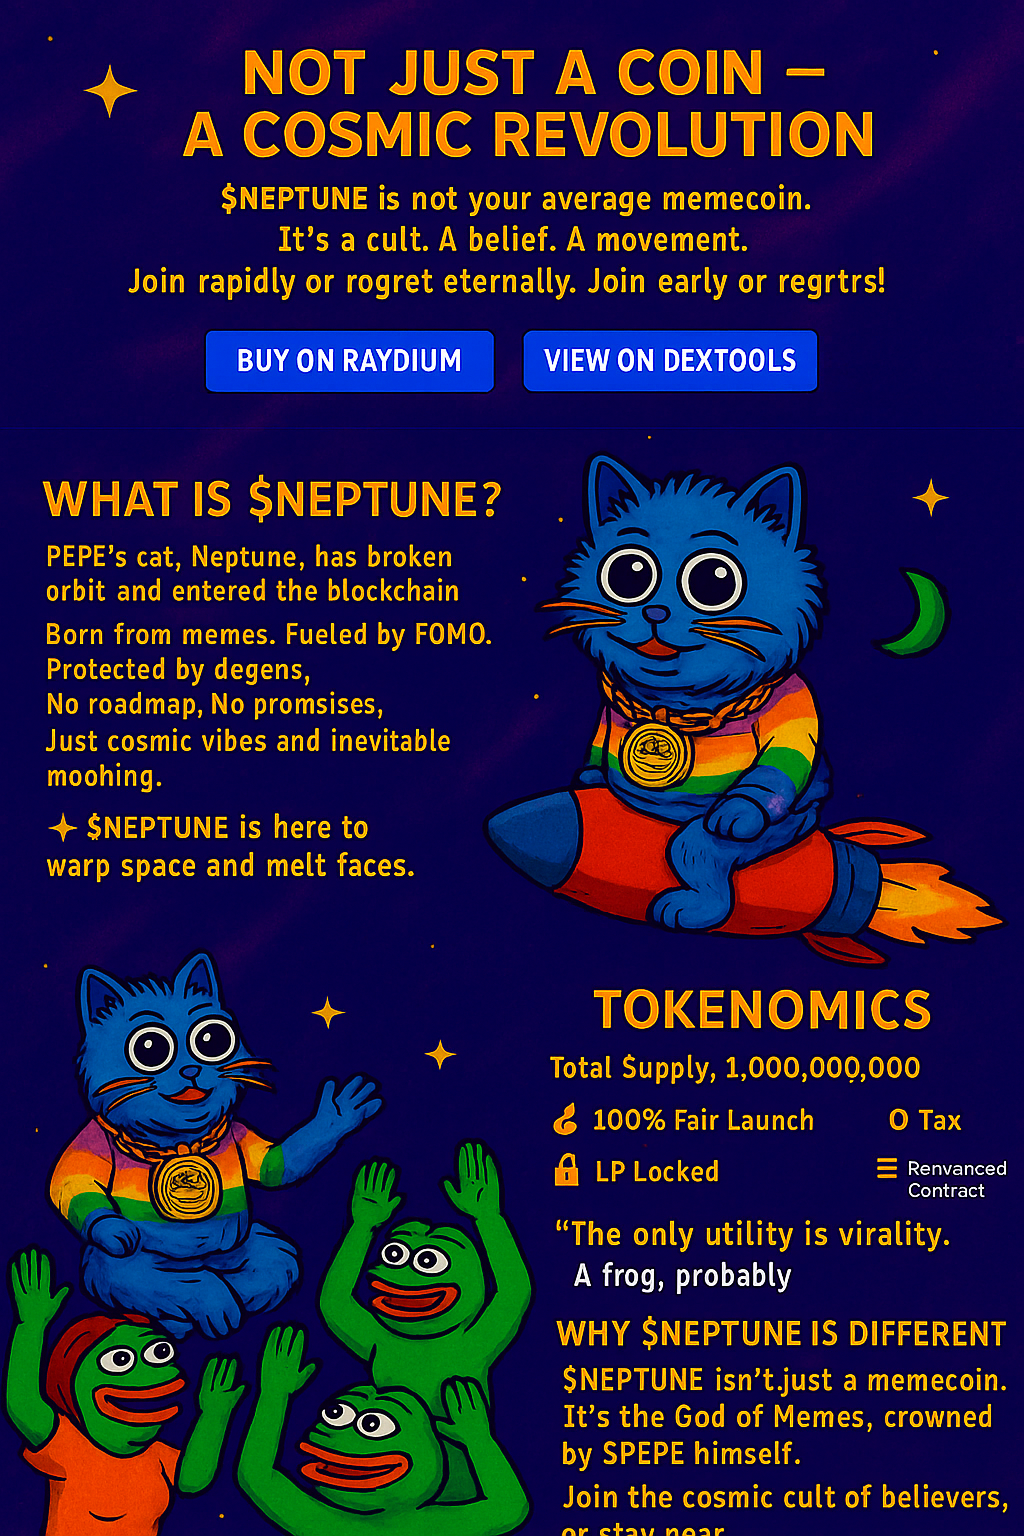 NOT JUST A COIN –
A COSMIC REVOLUTION
$NEPTUNE is not your average memecoin.
It's a cult. A belief. A movement.
Join rapidly or rogret eternally. Join early or regrtrs!
BUY ON RAYDIUM
VIEW ON DEXTOOLS
WHAT IS $NEPTUNE?
PEPE's cat, Neptune, has broken
orbit and entered the blockchain
Born from memes. Fueled by FOMO.
Protected by degens,
No roadmap, No promsises,
Just cosmic vibes and inevitable
moohing.
$NEPTUNE is here to
warp space and melt faces.
TOKENOMICS
Total $upply, 1,000,000,000
100% Fair Launch
O Tax
LP Locked
Renvanced
Contract
“The only utility is virality.
A frog, probably
WHY $NEPTUNE IS DIFFERENT
$NEPTUNE isn't.just a memecoin.
It's the God of Memes, crowned
by SPEPE himself.
Join the cosmic cult of believers,
or stay near